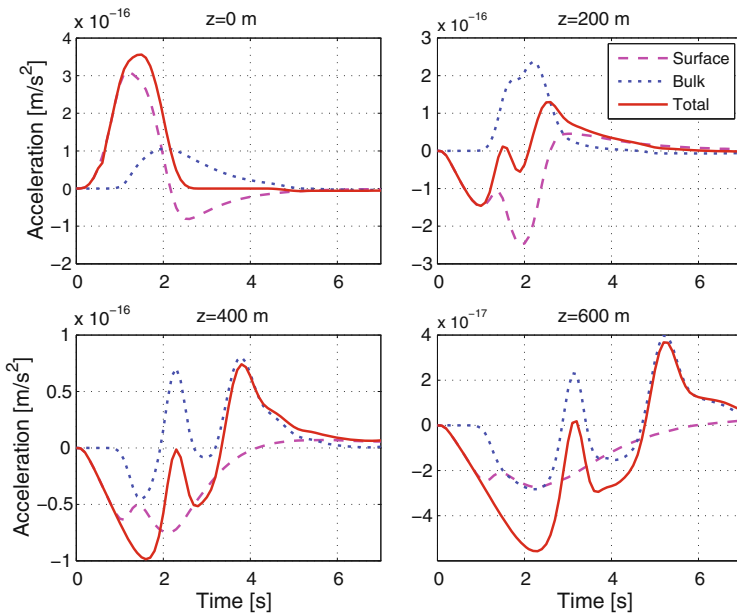 x 10⁻¹⁶
z=0 m
4
3
2
1
0
−1
−2
0
2
4
6
Acceleration [m/s²]
x 10⁻¹⁶
z=200 m
3
2
1
0
−1
−2
−3
0
2
4
6
Surface
Bulk
Total
x 10⁻¹⁶
z=400 m
1
0.5
0
−0.5
−1
0
2
4
6
Acceleration [m/s²]
Time [s]
x 10⁻¹⁷
z=600 m
4
2
0
−2
−4
0
2
4
6
Time [s]